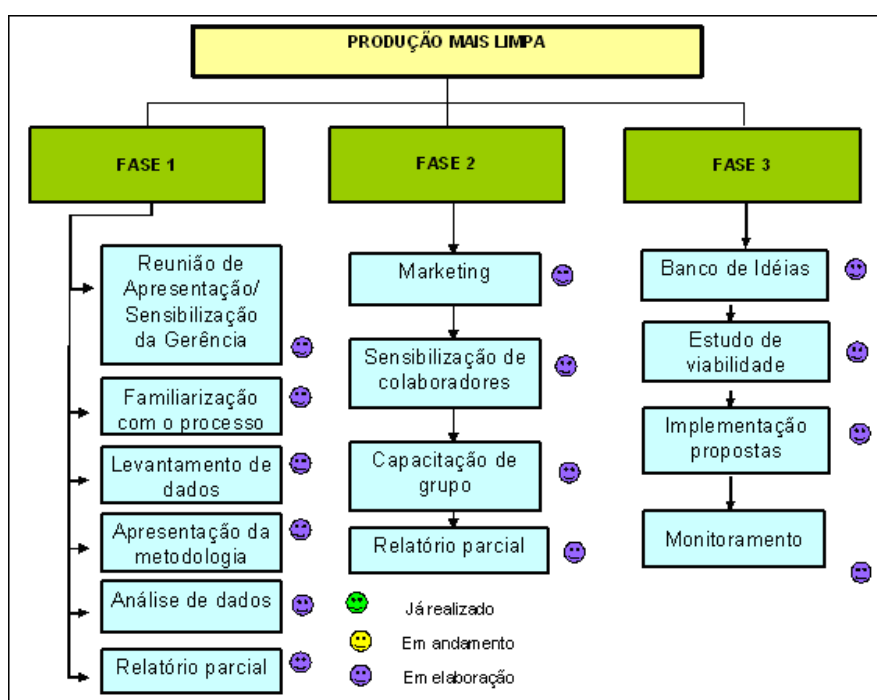 PRODUÇÃO MAIS LIMPA
FASE 1
FASE 2
FASE 3
Reunião de
Apresentação/
Sensibilização
da Gerência
Familiarização
com o processo
Levantamento de
dados
Apresentação da
metodologia
Análise de dados
Relatório parcial
Marketing
Sensibilização de
colaboradores
Capacitação de
grupo
Relatório parcial
Banco de Idéias
Estudo de
viabilidade
Implementação
propostas
Monitoramento
Já realizado
Em andamento
Em elaboração